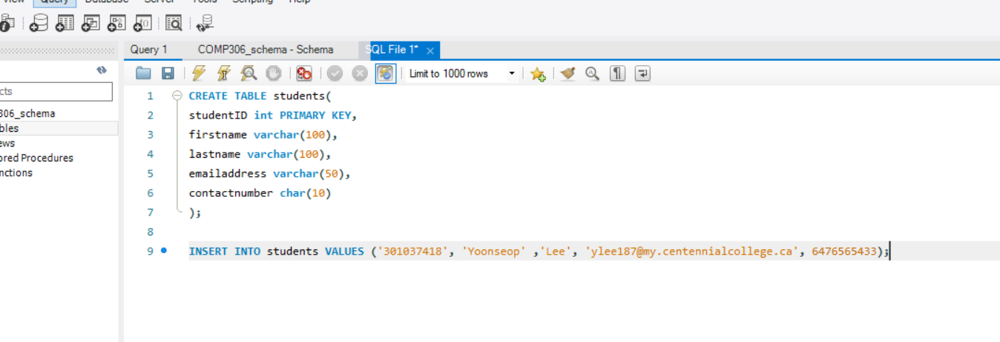 View Query Database Server Tools Scripting Help
Query 1 COMP306_schema - Schema SQL File 1*
Limit to 1000 rows
cts
306_schema
bles
ews
ored Procedures
nctions
1 CREATE TABLE students(
2 studentID int PRIMARY KEY,
3 firstname varchar(100),
4 lastname varchar(100),
5 emailaddress varchar(50),
6 contactnumber char(10)
7 );
8
9 INSERT INTO students VALUES ('301037418', 'Yoonseop' ,'Lee', 'ylee187@my.centennialcollege.ca', 6476565433);